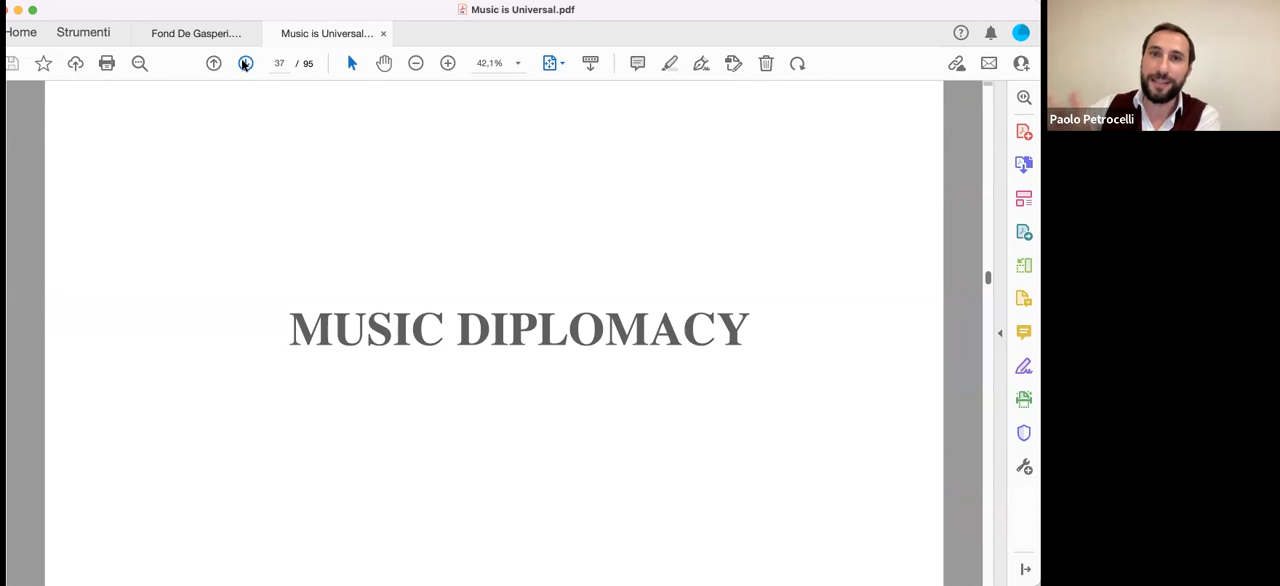 Music is Universal.pdf
Home Strumenti Fond De Gasperi.... Music is Universal... ×
37 / 95 42,1%
Paolo Petrocelli
MUSIC DIPLOMACY